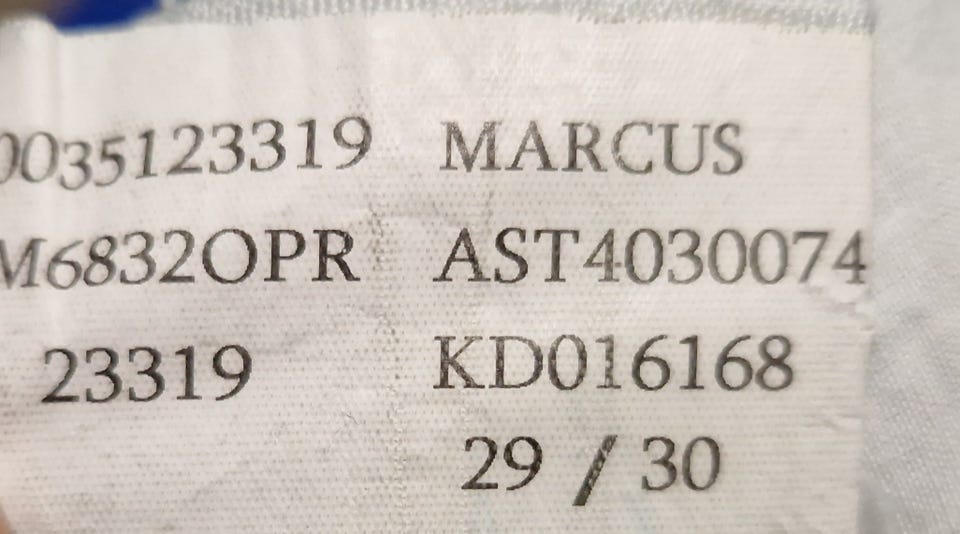 0035123319 MARCUS
M6832OPR AST4030074
23319 KD016168
29 / 30